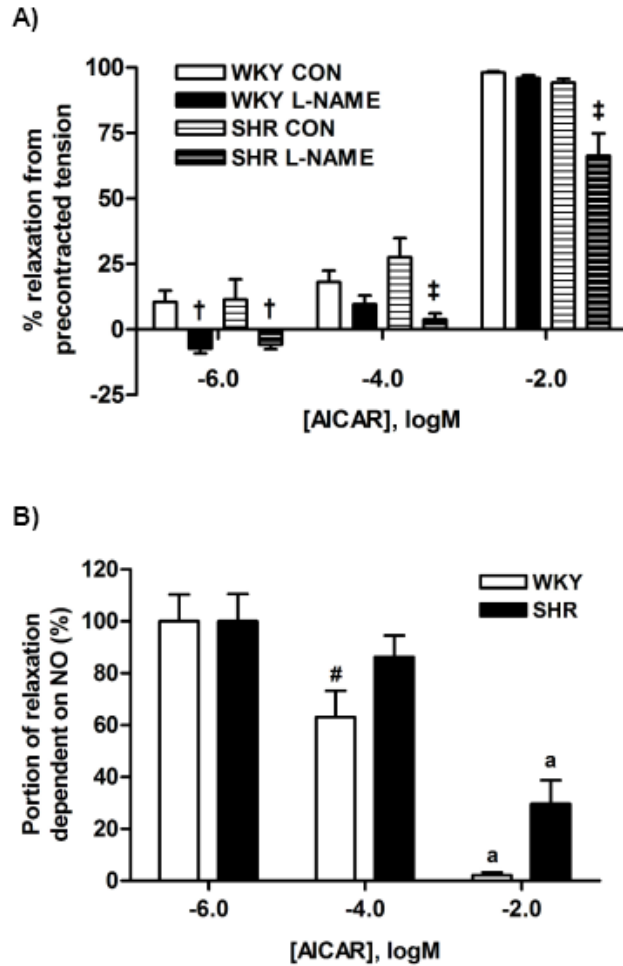 A)
WKY CON
WKY L-NAME
SHR CON
SHR L-NAME
% relaxation from
precontracted tension
100
75
50
25
0
-25
†
†
‡
‡
-6.0
-4.0
-2.0
[AICAR], logM
B)
WKY
SHR
Portion of relaxation
dependent on NO (%)
120
100
80
60
40
20
0
#
a
a
-6.0
-4.0
-2.0
[AICAR], logM